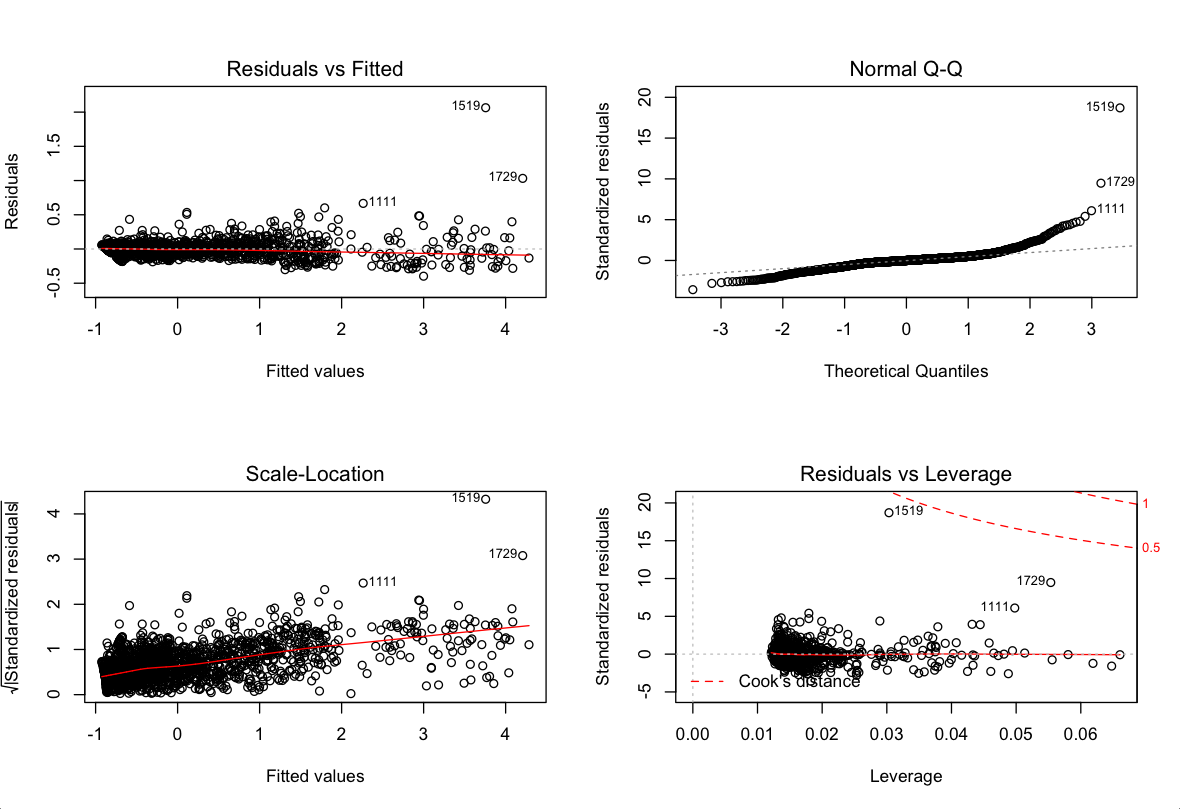 Residuals vs Fitted
Residuals
-0.5 0.5 1.5
1519
1729
1111
-1 0 1 2 3 4
Fitted values
Normal Q-Q
Standardized residuals
0 5 10 15 20
1519
1729
1111
-3 -2 -1 0 1 2 3
Theoretical Quantiles
Scale-Location
√|Standardized residuals|
0 1 2 3 4
1519
1729
1111
-1 0 1 2 3 4
Fitted values
Residuals vs Leverage
Standardized residuals
-5 0 5 10 15 20
1519
1729
1111
1
0.5
Cook's distance
0.00 0.01 0.02 0.03 0.04 0.05 0.06
Leverage